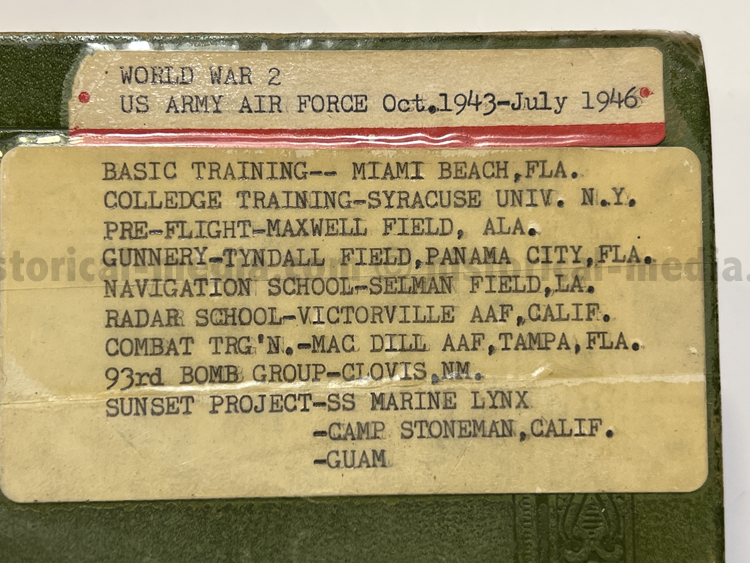 WORLD WAR 2
US ARMY AIR FORCE Oct.1943-July 1946
BASIC TRAINING-- MIAMI BEACH,FLA.
COLLEDGE TRAINING-SYRACUSE UNIV. N.Y.
PRE-FLIGHT-MAXWELL FIELD, ALA.
GUNNERY-TYNDALL FIELD,PANAMA CITY,FLA.
NAVIGATION SCHOOL-SELMAN FIELD,LA.
RADAR SCHOOL-VICTORVILLE AAF,CALIF.
COMBAT TRG'N.-MAC DILL AAF,TAMPA,FLA.
93rd BOMB GROUP-CLOVIS,NM.
SUNSET PROJECT-SS MARINE LYNX
-CAMP STONEMAN,CALIF.
-GUAM